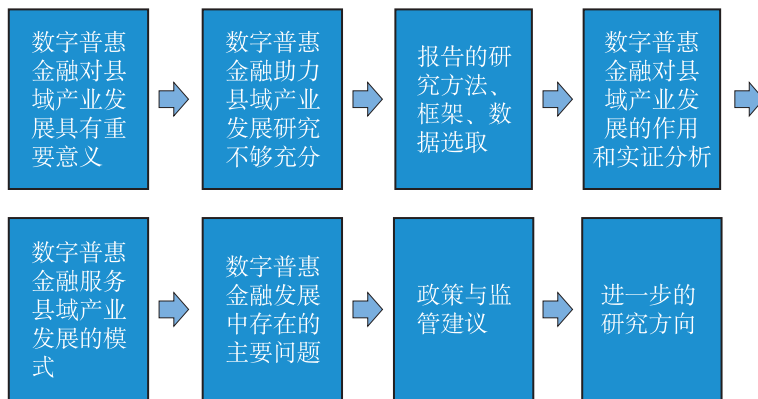 数字普惠
金融对县
域产业发
展具有重
要意义
数字普惠
金融助力
县域产业
发展研究
不够充分
报告的研
究方法、
框架、数
据选取
数字普惠
金融对县
域产业发
展的作用
和实证分析
数字普惠
金融服务
县域产业
发展的模
式
数字普惠
金融发展
中存在的
主要问题
政策与监
管建议
进一步的
研究方向